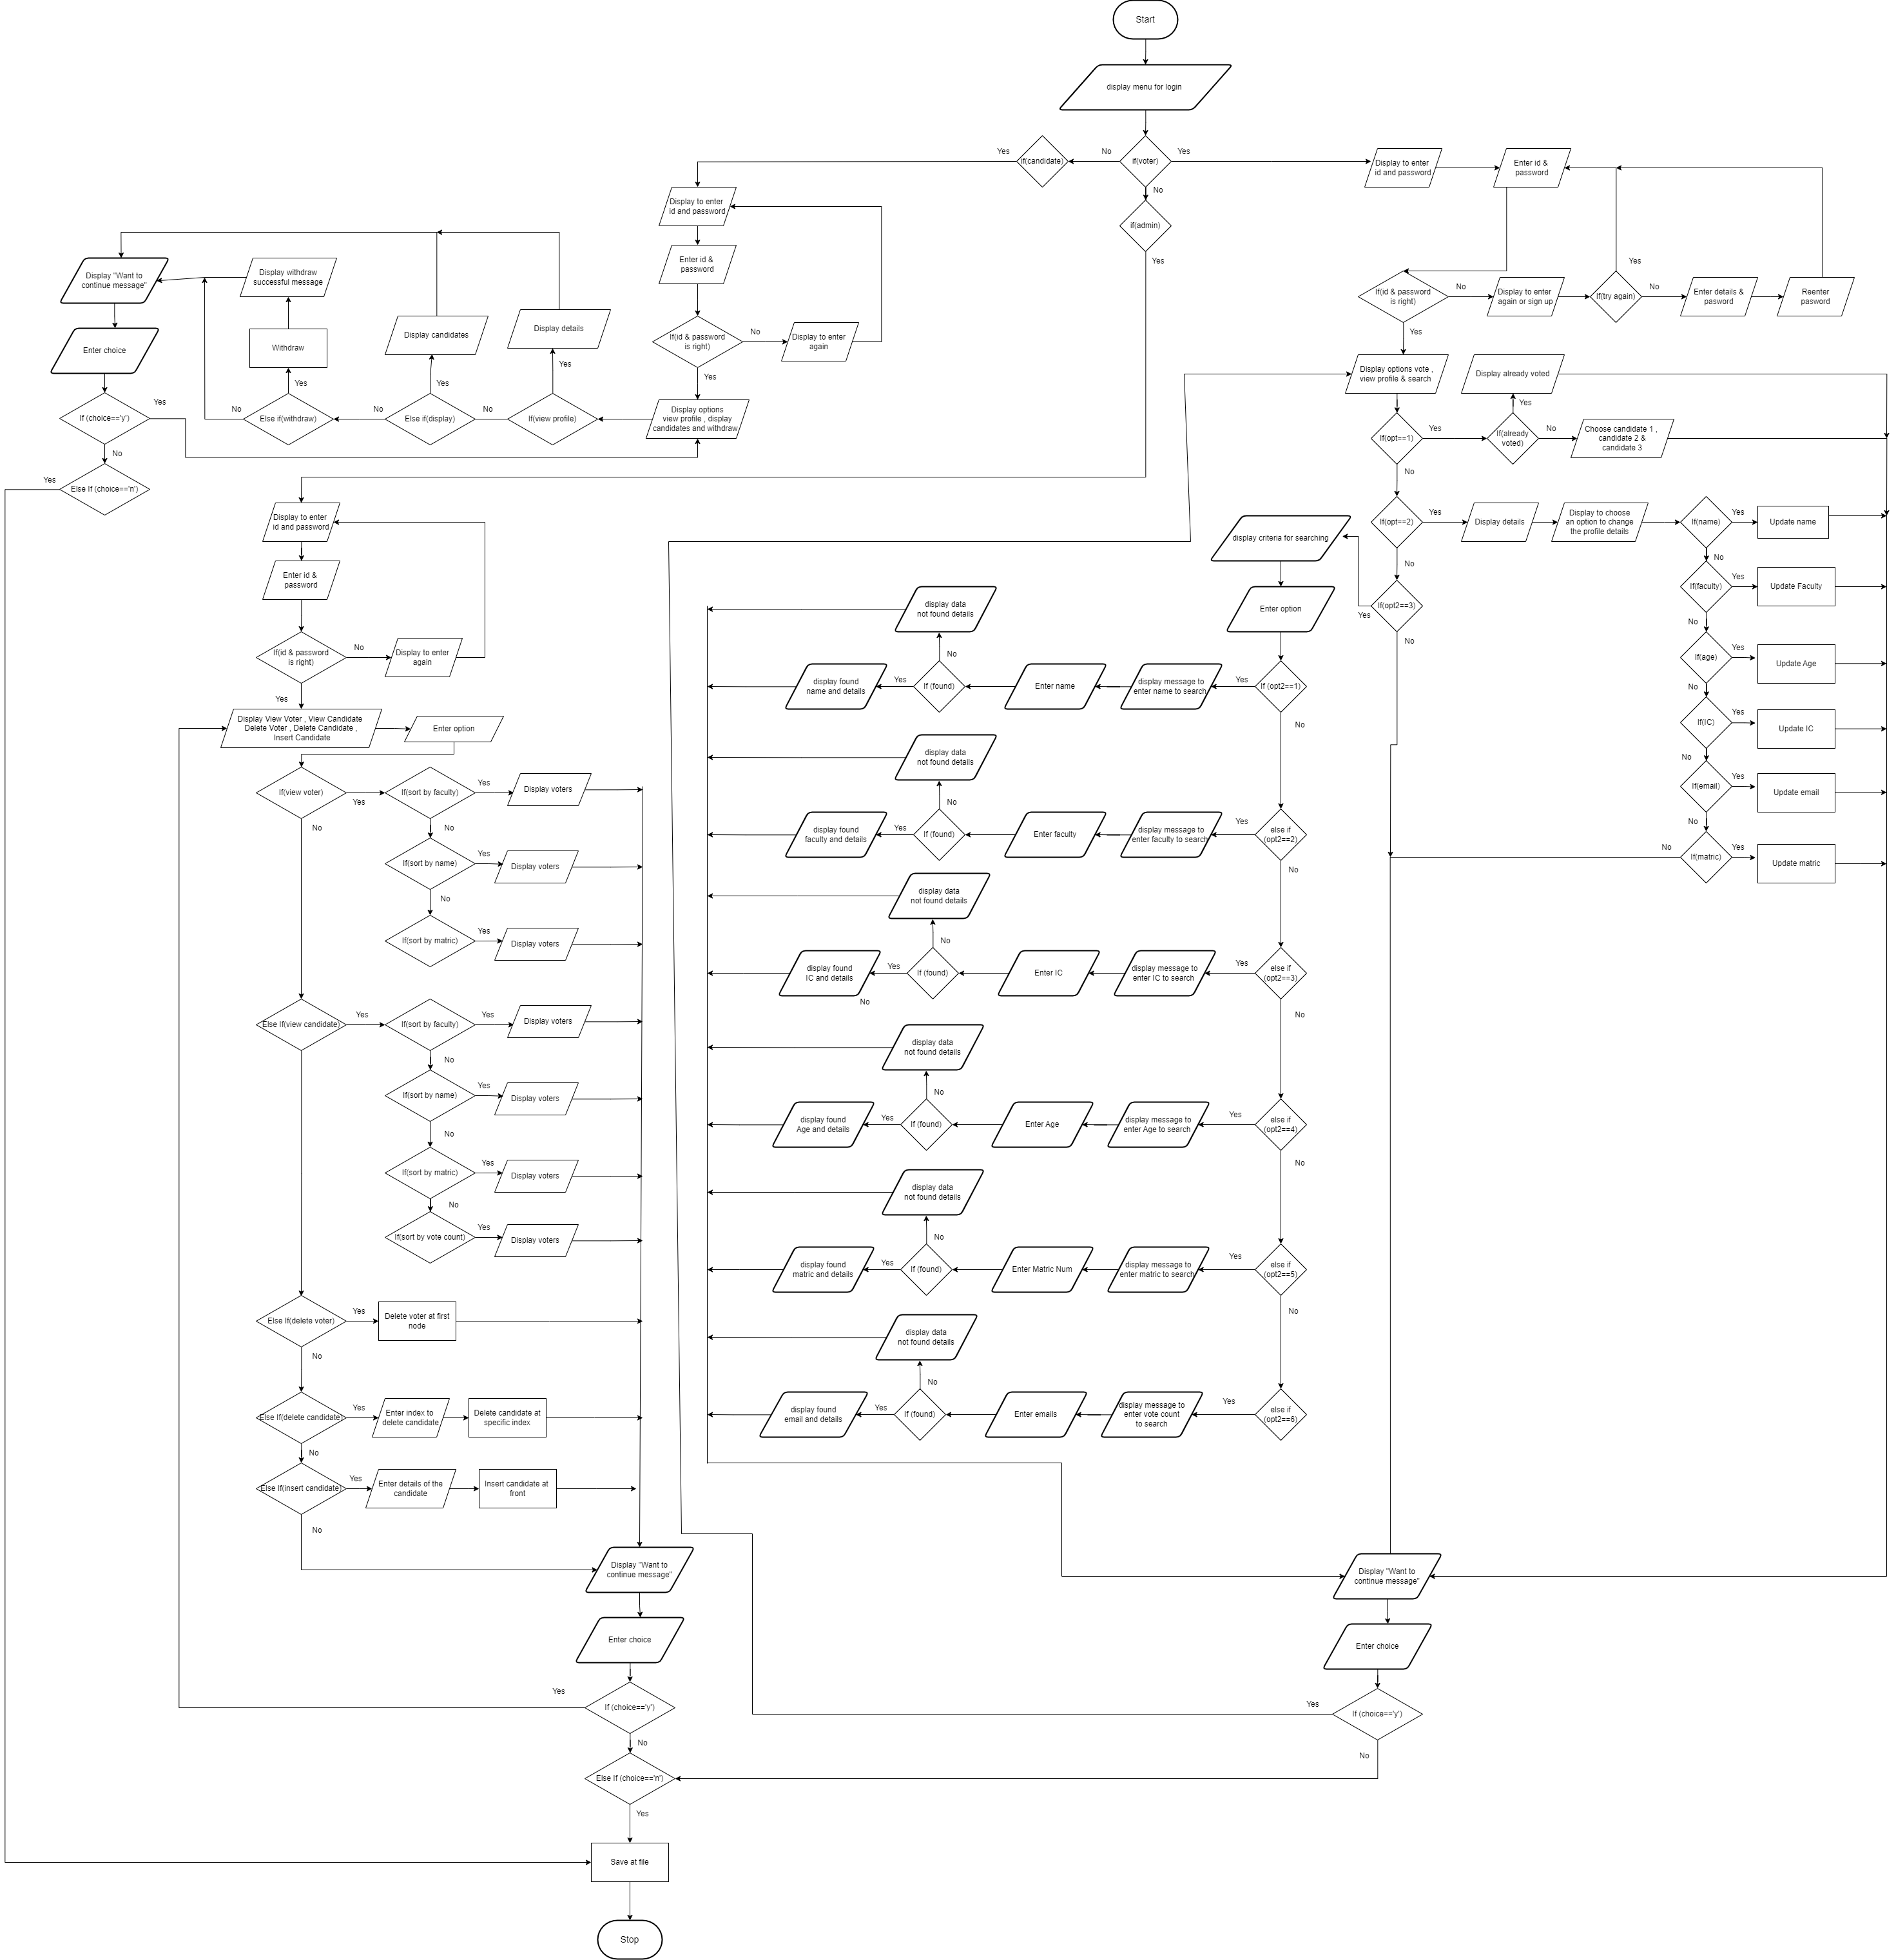 Start
display menu for login
Yes
If(candidate)
No
if(voter)
Yes
No
if(admin)
Yes
Display to enter
id and password
Enter id &
password
If(id & password
is right)
No
Display to enter
again or sign up
If(try again)
Yes
No
Enter details &
pasword
Reenter
pasword
Yes
Display options vote ,
view profile & search
If(opt==1)
Yes
If(already
voted)
Yes
Display already voted
No
Choose candidate 1 ,
candidate 2 &
candidate 3
No
If(opt==2)
Yes
Display details
Display to choose
an option to change
the profile details
If(name)
Yes
Update name
No
If(faculty)
Yes
Update Faculty
No
If(age)
Yes
Update Age
No
If(IC)
Yes
Update IC
No
If(email)
Yes
Update email
No
If(matric)
Yes
Update matric
No
No
If(opt2==3)
Yes
No
display criteria for searching
Enter option
If (opt2==1)
Yes
display message to
enter name to search
Enter name
If (found)
Yes
display found
name and details
No
display data
not found details
No
else if
(opt2==2)
Yes
display message to
enter faculty to search
Enter faculty
If (found)
Yes
display found
faculty and details
No
display data
not found details
No
else if
(opt2==3)
Yes
display message to
enter IC to search
Enter IC
If (found)
Yes
display found
IC and details
No
No
display data
not found details
No
else if
(opt2==4)
Yes
display message to
enter Age to search
Enter Age
If (found)
Yes
display found
Age and details
No
display data
not found details
No
else if
(opt2==5)
Yes
display message to
enter matric to search
Enter Matric Num
If (found)
Yes
display found
matric and details
No
display data
not found details
No
else if
(opt2==6)
Yes
display message to
enter vote count
to search
Enter emails
If (found)
Yes
display found
email and details
No
display data
not found details
Display "Want to
continue message"
Enter choice
If (choice=='y')
Yes
No
Display to enter
id and password
Enter id &
password
If(id & password
is right)
No
Display to enter
again
Yes
Display options
view profile , display
candidates and withdraw
If(view profile)
Yes
Display details
No
Else if(display)
Yes
Display candidates
No
Else if(withdraw)
Yes
Withdraw
Display withdraw
successful message
No
Display "Want to
continue message"
Enter choice
If (choice=='y')
Yes
No
Else If (choice=='n')
Yes
Display to enter
id and password
Enter id &
password
If(id & password
is right)
No
Display to enter
again
Yes
Display View Voter , View Candidate
Delete Voter , Delete Candidate ,
Insert Candidate
Enter option
If(view voter)
Yes
If(sort by faculty)
Yes
Display voters
No
If(sort by name)
Yes
Display voters
No
If(sort by matric)
Yes
Display voters
No
Else If(view candidate)
Yes
If(sort by faculty)
Yes
Display voters
No
If(sort by name)
Yes
Display voters
No
If(sort by matric)
Yes
Display voters
No
If(sort by vote count)
Yes
Display voters
Else If(delete voter)
Yes
Delete voter at first
node
No
Else If(delete candidate)
Yes
Enter index to
delete candidate
Delete candidate at
specific index
No
Else If(insert candidate)
Yes
Enter details of the
candidate
Insert candidate at
front
No
Display "Want to
continue message"
Enter choice
If (choice=='y')
Yes
No
Else If (choice=='n')
Yes
Save at file
Stop